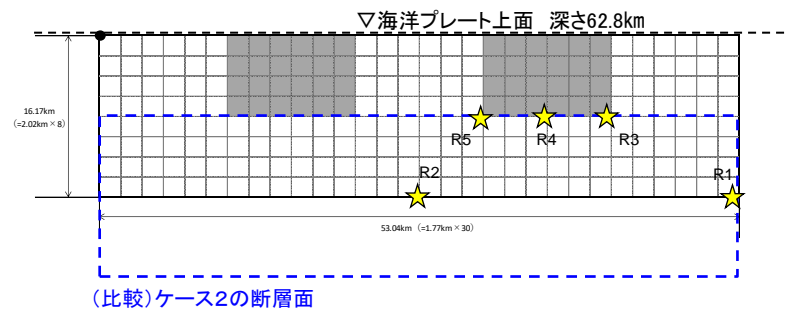 ▽海洋プレート上面 深さ62.8km
16.17km
(=2.02km×8)
R5
R4
R3
R2
R1
53.04km (=1.77km×30)
(比較)ケース2の断層面